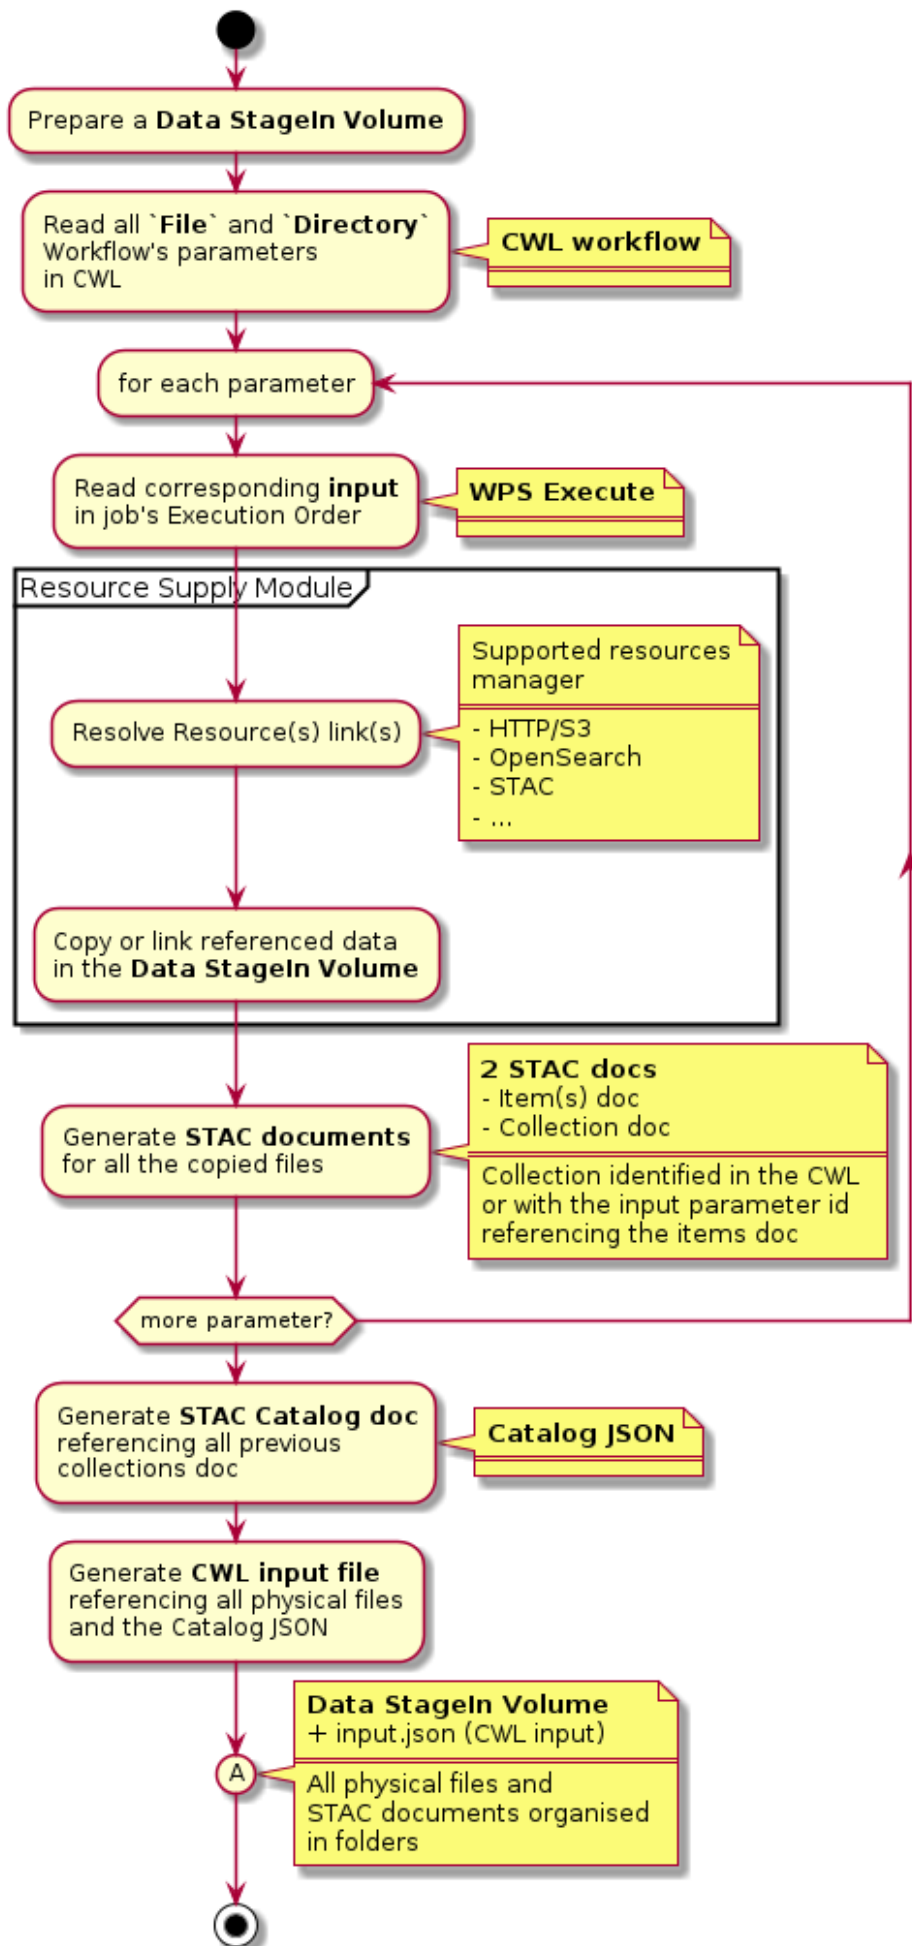 Prepare a Data StageIn Volume
Read all `File` and `Directory`
Workflow's parameters
in CWL
CWL workflow
for each parameter
Read corresponding input
in job's Execution Order
WPS Execute
Resource Supply Module
Supported resources
manager
Resolve Resource(s) link(s)
- HTTP/S3
- OpenSearch
- STAC
- ...
Copy or link referenced data
in the Data StageIn Volume
2 STAC docs
- Item(s) doc
- Collection doc
Generate STAC documents
for all the copied files
Collection identified in the CWL
or with the input parameter id
referencing the items doc
more parameter?
Generate STAC Catalog doc
referencing all previous
collections doc
Catalog JSON
Generate CWL input file
referencing all physical files
and the Catalog JSON
Data StageIn Volume
+ input.json (CWL input)
A
All physical files and
STAC documents organised
in folders